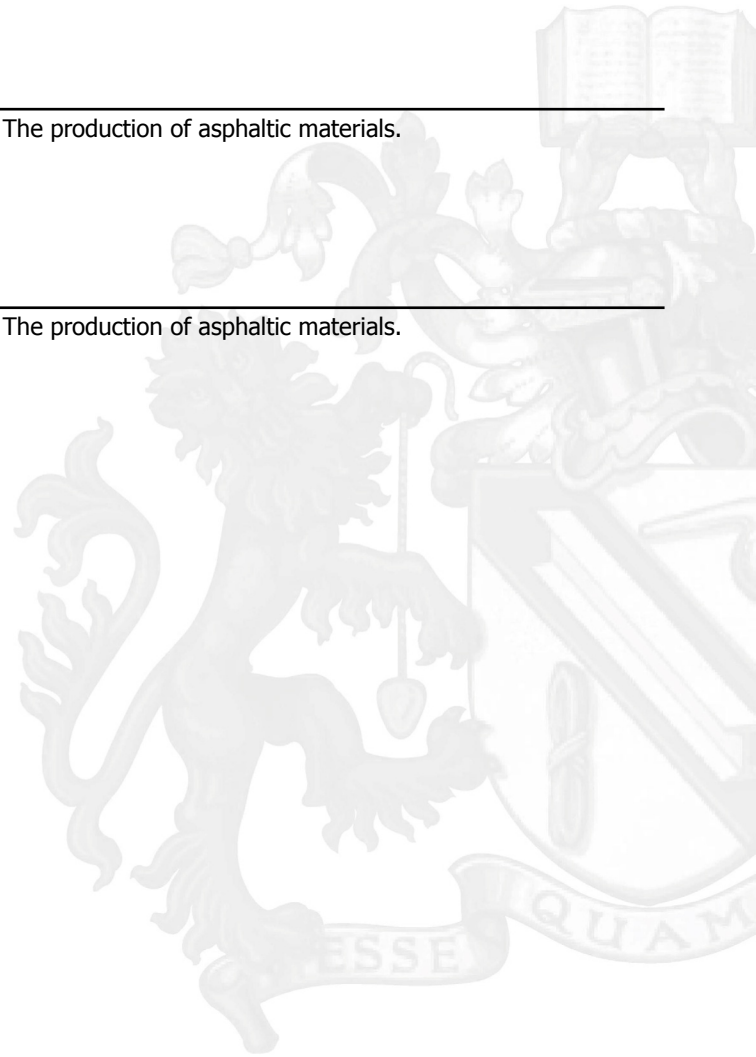 The production of asphaltic materials.
The production of asphaltic materials.
ESSE
QUAM